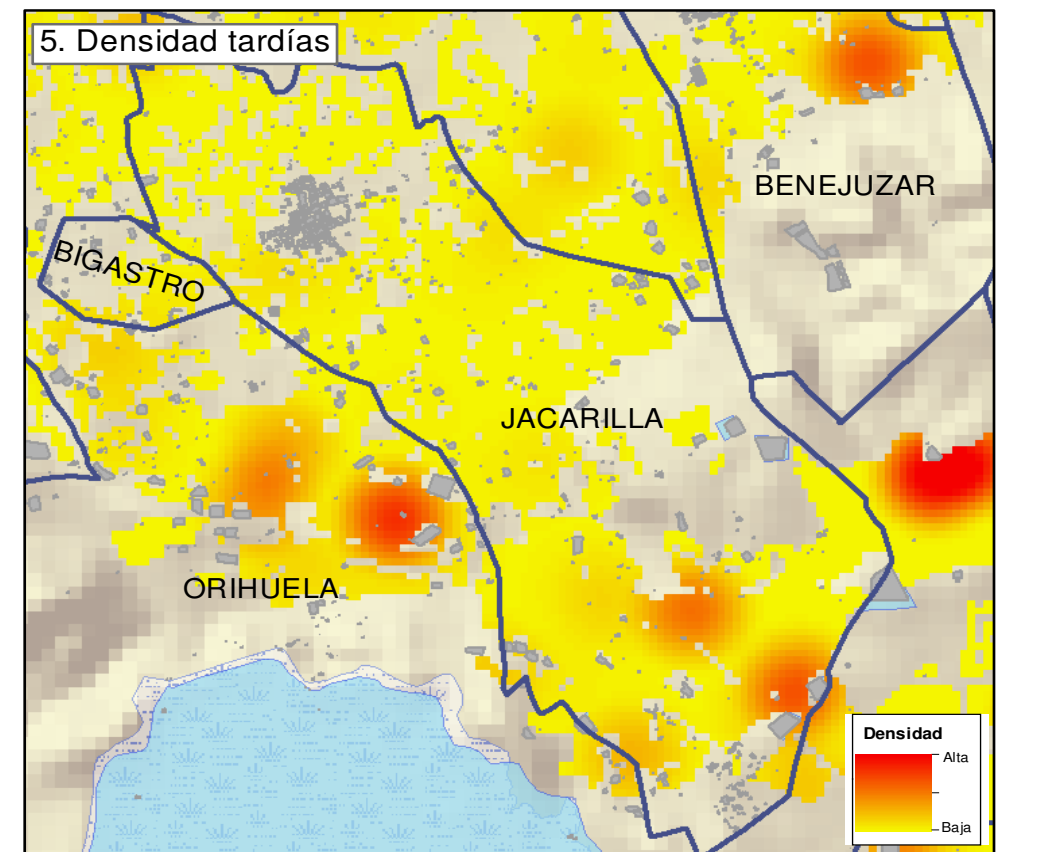 5. Densidad tardías
BENEJUZAR
BIGASTRO
JACARILLA
ORIHUELA
Densidad
Alta
Baja